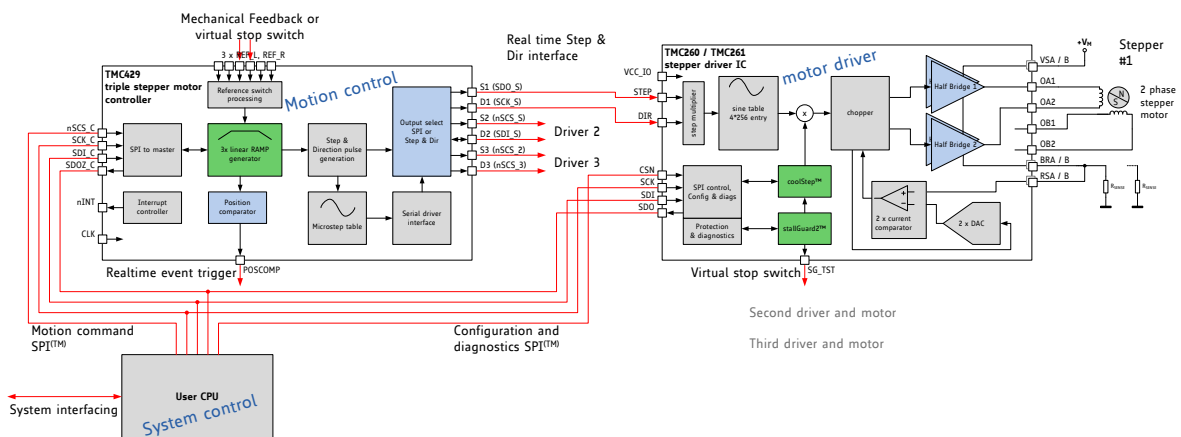 Mechanical Feedback or
virtual stop switch
3 x REF_L, REF_R
TMC429
triple stepper motor
controller
Reference switch
processing
Motion control
nSCS_C
SCK_C
SDI_C
SDOZ_C
SPI to master
3x linear RAMP
generator
Step &
Direction pulse
generation
Output select
SPI or
Step & Dir
nINT
Interrupt
controller
Position
comparator
Microstep table
Serial driver
interface
CLK
Realtime event trigger
POSCOMP
Real time Step &
Dir interface
S1 (SDO_S)
D1 (SCK_S)
S2 (nSCS_S)
D2 (SDI_S)
S3 (nSCS_2)
D3 (nSCS_3)
Driver 2
Driver 3
TMC260 / TMC261
stepper driver IC
motor driver
VCC_IO
STEP
DIR
step multiplier
sine table
4*256 entry
x
chopper
Half Bridge 1
Half Bridge 2
+VM
VSA / B
OA1
OA2
OB1
OB2
BRA / B
RSA / B
Stepper
#1
2 phase
stepper
motor
N
S
RSENSE
RSENSE
CSN
SCK
SDI
SDO
SPI control,
Config & diags
Protection
& diagnostics
coolStep™
stallGuard2™
2 x current
comparator
2 x DAC
Virtual stop switch
SG_TST
Second driver and motor
Third driver and motor
Motion command
SPI(TM)
Configuration and
diagnostics SPI(TM)
User CPU
System control
System interfacing